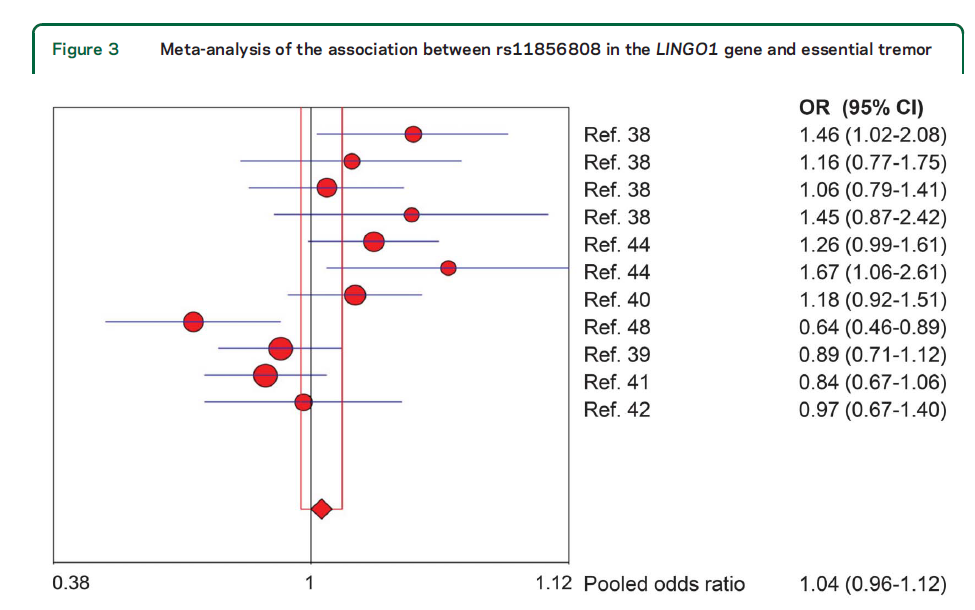 Figure 3 Meta-analysis of the association between rs11856808 in the LINGO1 gene and essential tremor
OR (95% CI)
Ref. 38 1.46 (1.02-2.08)
Ref. 38 1.16 (0.77-1.75)
Ref. 38 1.06 (0.79-1.41)
Ref. 38 1.45 (0.87-2.42)
Ref. 44 1.26 (0.99-1.61)
Ref. 44 1.67 (1.06-2.61)
Ref. 40 1.18 (0.92-1.51)
Ref. 48 0.64 (0.46-0.89)
Ref. 39 0.89 (0.71-1.12)
Ref. 41 0.84 (0.67-1.06)
Ref. 42 0.97 (0.67-1.40)
0.38 1 1.12 Pooled odds ratio 1.04 (0.96-1.12)